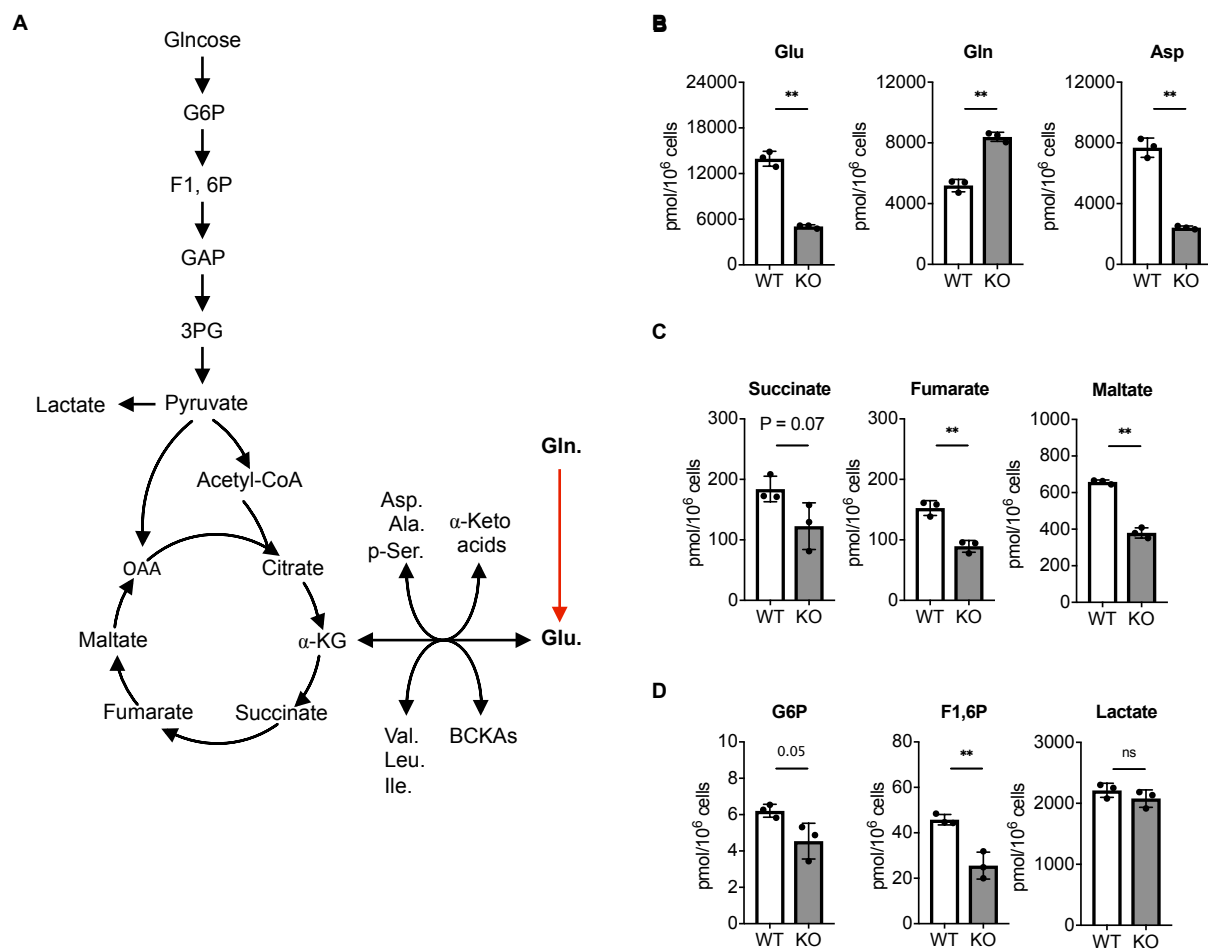 A
Glncose
G6P
F1, 6P
GAP
3PG
Lactate
Pyruvate
Acetyl-CoA
OAA
Citrate
Maltate
α-KG
Fumarate
Succinate
Asp.
Ala.
p-Ser.
α-Keto
acids
Gln.
Glu.
Val.
Leu.
Ile.
BCKAs
B
Glu
pmol/10⁶ cells
24000
18000
12000
6000
0
**
WT
KO
Gln
pmol/10⁶ cells
12000
8000
4000
0
**
WT
KO
Asp
pmol/10⁶ cells
12000
8000
4000
0
**
WT
KO
C
Succinate
pmol/10⁶ cells
300
200
100
0
P = 0.07
WT
KO
Fumarate
pmol/10⁶ cells
300
200
100
0
**
WT
KO
Maltate
pmol/10⁶ cells
1000
800
600
400
200
0
**
WT
KO
D
G6P
pmol/10⁶ cells
6
4
2
0
8
10
0.05
WT
KO
F1,6P
pmol/10⁶ cells
80
60
40
20
0
**
WT
KO
Lactate
pmol/10⁶ cells
3000
2000
1000
0
ns
WT
KO